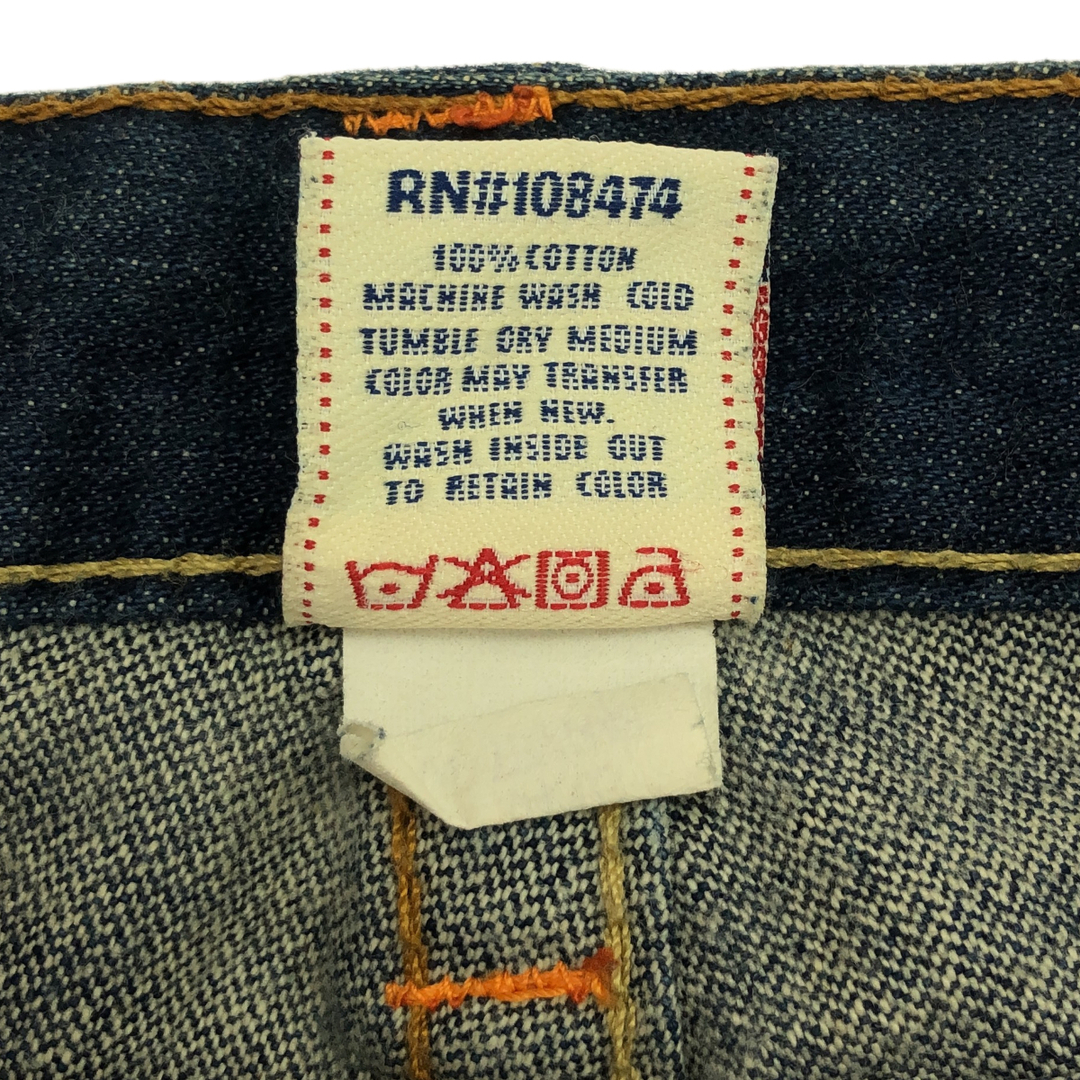 RN#108474
100% COTTON
MACHINE WASH COLD
TUMBLE DRY MEDIUM
COLOR MAY TRANSFER
WHEN NEW.
WASH INSIDE OUT
TO RETAIN COLOR